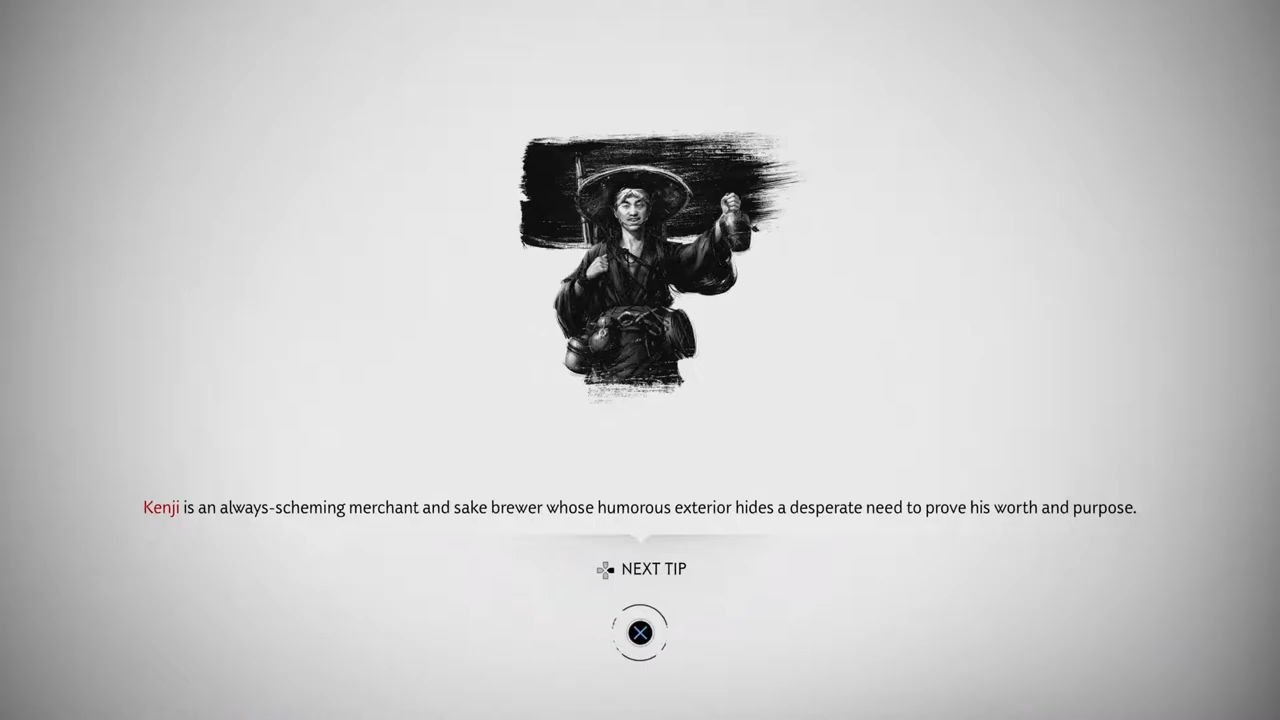 Kenji is an always-scheming merchant and sake brewer whose humorous exterior hides a desperate need to prove his worth and purpose.
NEXT TIP